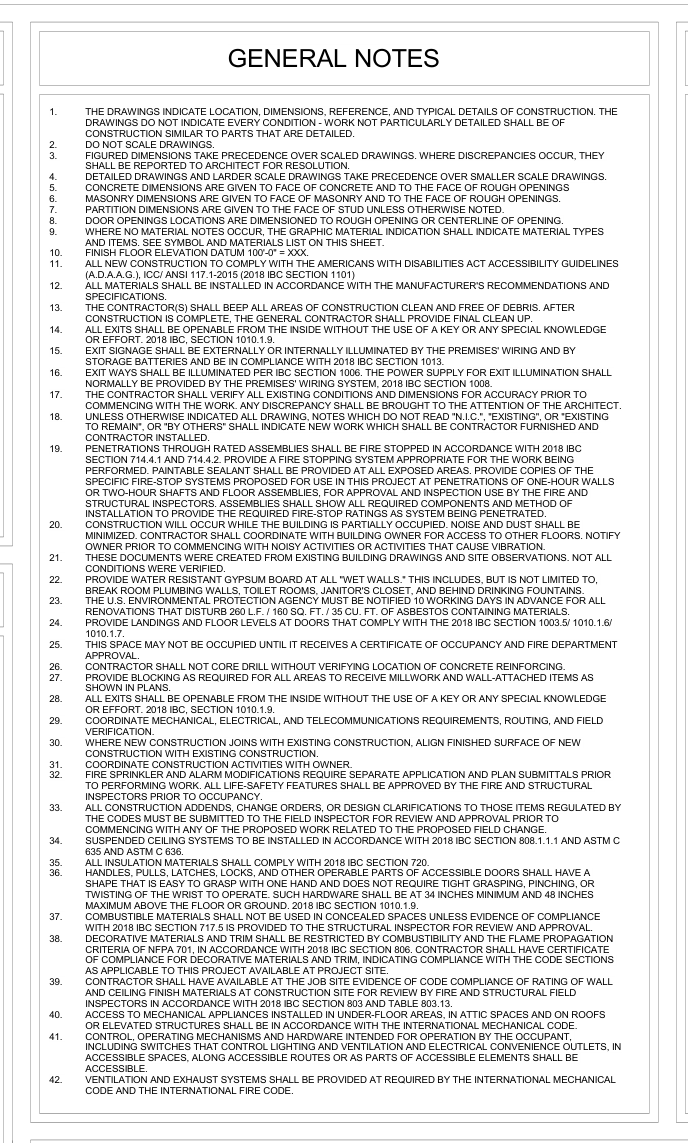 GENERAL NOTES
1. THE DRAWINGS INDICATE LOCATION, DIMENSIONS, REFERENCE, AND TYPICAL DETAILS OF CONSTRUCTION. THE
DRAWINGS DO NOT INDICATE EVERY CONDITION - WORK NOT PARTICULARLY DETAILED SHALL BE OF
CONSTRUCTION SIMILAR TO PARTS THAT ARE DETAILED.
2. DO NOT SCALE DRAWINGS.
3. FIGURED DIMENSIONS TAKE PRECEDENCE OVER SCALED DRAWINGS. WHERE DISCREPANCIES OCCUR, THEY
SHALL BE REPORTED TO ARCHITECT FOR RESOLUTION.
4. DETAILED DRAWINGS AND LARDER SCALE DRAWINGS TAKE PRECEDENCE OVER SMALLER SCALE DRAWINGS.
5. CONCRETE DIMENSIONS ARE GIVEN TO FACE OF CONCRETE AND TO THE FACE OF ROUGH OPENINGS
6. MASONRY DIMENSIONS ARE GIVEN TO FACE OF MASONRY AND TO THE FACE OF ROUGH OPENINGS.
7. PARTITION DIMENSIONS ARE GIVEN TO THE FACE OF STUD UNLESS OTHERWISE NOTED.
8. DOOR OPENINGS LOCATIONS ARE DIMENSIONED TO ROUGH OPENING OR CENTERLINE OF OPENING.
9. WHERE NO MATERIAL NOTES OCCUR, THE GRAPHIC MATERIAL INDICATION SHALL INDICATE MATERIAL TYPES
AND ITEMS. SEE SYMBOL AND MATERIALS LIST ON THIS SHEET.
10. FINISH FLOOR ELEVATION DATUM 100'-0" = XXX.
11. ALL NEW CONSTRUCTION TO COMPLY WITH THE AMERICANS WITH DISABILITIES ACT ACCESSIBILITY GUIDELINES
(A.D.A.A.G.), ICC/ ANSI 117.1-2015 (2018 IBC SECTION 1101)
12. ALL MATERIALS SHALL BE INSTALLED IN ACCORDANCE WITH THE MANUFACTURER'S RECOMMENDATIONS AND
SPECIFICATIONS.
13. THE CONTRACTOR(S) SHALL BEEP ALL AREAS OF CONSTRUCTION CLEAN AND FREE OF DEBRIS. AFTER
CONSTRUCTION IS COMPLETE, THE GENERAL CONTRACTOR SHALL PROVIDE FINAL CLEAN UP.
14. ALL EXITS SHALL BE OPENABLE FROM THE INSIDE WITHOUT THE USE OF A KEY OR ANY SPECIAL KNOWLEDGE
OR EFFORT. 2018 IBC, SECTION 1010.1.9.
15. EXIT SIGNAGE SHALL BE EXTERNALLY OR INTERNALLY ILLUMINATED BY THE PREMISES' WIRING AND BY
STORAGE BATTERIES AND BE IN COMPLIANCE WITH 2018 IBC SECTION 1013.
16. EXIT WAYS SHALL BE ILLUMINATED PER IBC SECTION 1006. THE POWER SUPPLY FOR EXIT ILLUMINATION SHALL
NORMALLY BE PROVIDED BY THE PREMISES' WIRING SYSTEM, 2018 IBC SECTION 1008.
17. THE CONTRACTOR SHALL VERIFY ALL EXISTING CONDITIONS AND DIMENSIONS FOR ACCURACY PRIOR TO
COMMENCING WITH THE WORK. ANY DISCREPANCY SHALL BE BROUGHT TO THE ATTENTION OF THE ARCHITECT.
18. UNLESS OTHERWISE INDICATED ALL DRAWING, NOTES WHICH DO NOT READ "N.I.C.", "EXISTING", OR "EXISTING
TO REMAIN", OR "BY OTHERS" SHALL INDICATE NEW WORK WHICH SHALL BE CONTRACTOR FURNISHED AND
CONTRACTOR INSTALLED.
19. PENETRATIONS THROUGH RATED ASSEMBLIES SHALL BE FIRE STOPPED IN ACCORDANCE WITH 2018 IBC
SECTION 714.4.1 AND 714.4.2. PROVIDE A FIRE STOPPING SYSTEM APPROPRIATE FOR THE WORK BEING
PERFORMED. PAINTABLE SEALANT SHALL BE PROVIDED AT ALL EXPOSED AREAS. PROVIDE COPIES OF THE
SPECIFIC FIRE-STOP SYSTEMS PROPOSED FOR USE IN THIS PROJECT AT PENETRATIONS OF ONE-HOUR WALLS
OR TWO-HOUR SHAFTS AND FLOOR ASSEMBLIES, FOR APPROVAL AND INSPECTION USE BY THE FIRE AND
STRUCTURAL INSPECTORS. ASSEMBLIES SHALL SHOW ALL REQUIRED COMPONENTS AND METHOD OF
INSTALLATION TO PROVIDE THE REQUIRED FIRE-STOP RATINGS AS SYSTEM BEING PENETRATED.
20. CONSTRUCTION WILL OCCUR WHILE THE BUILDING IS PARTIALLY OCCUPIED. NOISE AND DUST SHALL BE
MINIMIZED. CONTRACTOR SHALL COORDINATE WITH BUILDING OWNER FOR ACCESS TO OTHER FLOORS. NOTIFY
OWNER PRIOR TO COMMENCING WITH NOISY ACTIVITIES OR ACTIVITIES THAT CAUSE VIBRATION.
21. THESE DOCUMENTS WERE CREATED FROM EXISTING BUILDING DRAWINGS AND SITE OBSERVATIONS. NOT ALL
CONDITIONS WERE VERIFIED.
22. PROVIDE WATER RESISTANT GYPSUM BOARD AT ALL "WET WALLS." THIS INCLUDES, BUT IS NOT LIMITED TO,
BREAK ROOM PLUMBING WALLS, TOILET ROOMS, JANITOR'S CLOSET, AND BEHIND DRINKING FOUNTAINS.
23. THE U.S. ENVIRONMENTAL PROTECTION AGENCY MUST BE NOTIFIED 10 WORKING DAYS IN ADVANCE FOR ALL
RENOVATIONS THAT DISTURB 260 L.F. / 160 SQ. FT. / 35 CU. FT. OF ASBESTOS CONTAINING MATERIALS.
24. PROVIDE LANDINGS AND FLOOR LEVELS AT DOORS THAT COMPLY WITH THE 2018 IBC SECTION 1003.5/ 1010.1.6/
1010.1.7.
25. THIS SPACE MAY NOT BE OCCUPIED UNTIL IT RECEIVES A CERTIFICATE OF OCCUPANCY AND FIRE DEPARTMENT
APPROVAL.
26. CONTRACTOR SHALL NOT CORE DRILL WITHOUT VERIFYING LOCATION OF CONCRETE REINFORCING.
27. PROVIDE BLOCKING AS REQUIRED FOR ALL AREAS TO RECEIVE MILLWORK AND WALL-ATTACHED ITEMS AS
SHOWN IN PLANS.
28. ALL EXITS SHALL BE OPENABLE FROM THE INSIDE WITHOUT THE USE OF A KEY OR ANY SPECIAL KNOWLEDGE
OR EFFORT. 2018 IBC, SECTION 1010.1.9.
29. COORDINATE MECHANICAL, ELECTRICAL, AND TELECOMMUNICATIONS REQUIREMENTS, ROUTING, AND FIELD
VERIFICATION.
30. WHERE NEW CONSTRUCTION JOINS WITH EXISTING CONSTRUCTION, ALIGN FINISHED SURFACE OF NEW
CONSTRUCTION WITH EXISTING CONSTRUCTION.
31. COORDINATE CONSTRUCTION ACTIVITIES WITH OWNER.
32. FIRE SPRINKLER AND ALARM MODIFICATIONS REQUIRE SEPARATE APPLICATION AND PLAN SUBMITTALS PRIOR
TO PERFORMING WORK. ALL LIFE-SAFETY FEATURES SHALL BE APPROVED BY THE FIRE AND STRUCTURAL
INSPECTORS PRIOR TO OCCUPANCY.
33. ALL CONSTRUCTION ADDENDS, CHANGE ORDERS, OR DESIGN CLARIFICATIONS TO THOSE ITEMS REGULATED BY
THE CODES MUST BE SUBMITTED TO THE FIELD INSPECTOR FOR REVIEW AND APPROVAL PRIOR TO
COMMENCING WITH ANY OF THE PROPOSED WORK RELATED TO THE PROPOSED FIELD CHANGE.
34. SUSPENDED CEILING SYSTEMS TO BE INSTALLED IN ACCORDANCE WITH 2018 IBC SECTION 808.1.1.1 AND ASTM C
635 AND ASTM C 636.
35. ALL INSULATION MATERIALS SHALL COMPLY WITH 2018 IBC SECTION 720.
36. HANDLES, PULLS, LATCHES, LOCKS, AND OTHER OPERABLE PARTS OF ACCESSIBLE DOORS SHALL HAVE A
SHAPE THAT IS EASY TO GRASP WITH ONE HAND AND DOES NOT REQUIRE TIGHT GRASPING, PINCHING, OR
TWISTING OF THE WRIST TO OPERATE. SUCH HARDWARE SHALL BE AT 34 INCHES MINIMUM AND 48 INCHES
MAXIMUM ABOVE THE FLOOR OR GROUND. 2018 IBC SECTION 1010.1.9.
37. COMBUSTIBLE MATERIALS SHALL NOT BE USED IN CONCEALED SPACES UNLESS EVIDENCE OF COMPLIANCE
WITH 2018 IBC SECTION 717.5 IS PROVIDED TO THE STRUCTURAL INSPECTOR FOR REVIEW AND APPROVAL.
38. DECORATIVE MATERIALS AND TRIM SHALL BE RESTRICTED BY COMBUSTIBILITY AND THE FLAME PROPAGATION
CRITERIA OF NFPA 701, IN ACCORDANCE WITH 2018 IBC SECTION 806. CONTRACTOR SHALL HAVE CERTIFICATE
OF COMPLIANCE FOR DECORATIVE MATERIALS AND TRIM, INDICATING COMPLIANCE WITH THE CODE SECTIONS
AS APPLICABLE TO THIS PROJECT AVAILABLE AT PROJECT SITE.
39. CONTRACTOR SHALL HAVE AVAILABLE AT THE JOB SITE EVIDENCE OF CODE COMPLIANCE OF RATING OF WALL
AND CEILING FINISH MATERIALS AT CONSTRUCTION SITE FOR REVIEW BY FIRE AND STRUCTURAL FIELD
INSPECTORS IN ACCORDANCE WITH 2018 IBC SECTION 803 AND TABLE 803.13.
40. ACCESS TO MECHANICAL APPLIANCES INSTALLED IN UNDER-FLOOR AREAS, IN ATTIC SPACES AND ON ROOFS
OR ELEVATED STRUCTURES SHALL BE IN ACCORDANCE WITH THE INTERNATIONAL MECHANICAL CODE.
41. CONTROL, OPERATING MECHANISMS AND HARDWARE INTENDED FOR OPERATION BY THE OCCUPANT,
INCLUDING SWITCHES THAT CONTROL LIGHTING AND VENTILATION AND ELECTRICAL CONVENIENCE OUTLETS, IN
ACCESSIBLE SPACES, ALONG ACCESSIBLE ROUTES OR AS PARTS OF ACCESSIBLE ELEMENTS SHALL BE
ACCESSIBLE.
42. VENTILATION AND EXHAUST SYSTEMS SHALL BE PROVIDED AT REQUIRED BY THE INTERNATIONAL MECHANICAL
CODE AND THE INTERNATIONAL FIRE CODE.